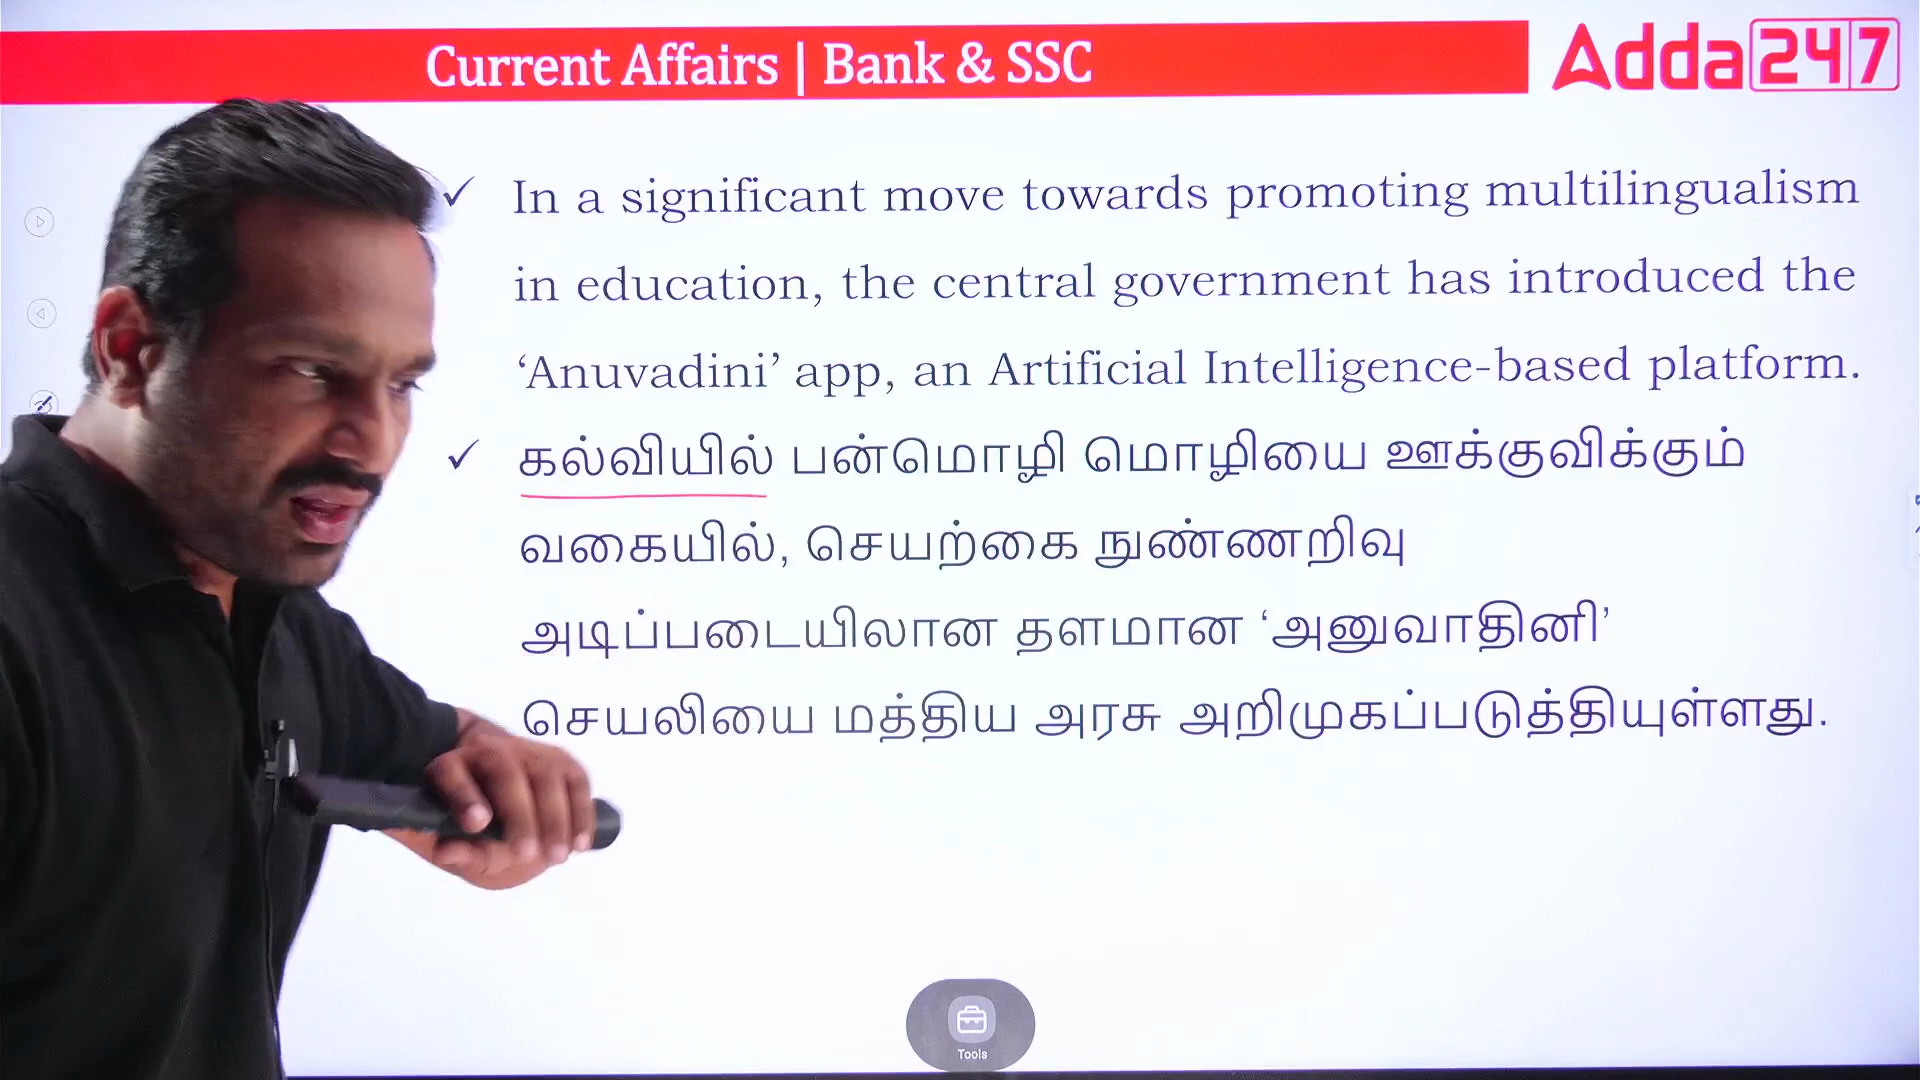 Current Affairs | Bank & SSC
Adda247
✓ In a significant move towards promoting multilingualism
in education, the central government has introduced the
‘Anuvadini’ app, an Artificial Intelligence-based platform.
✓ கல்வியில் பன்மொழி மொழியை ஊக்குவிக்கும்
வகையில், செயற்கை நுண்ணறிவு
அடிப்படையிலான தளமான ‘அனுவாதினி’
செயலியை மத்திய அரசு அறிமுகப்படுத்தியுள்ளது.
Tools